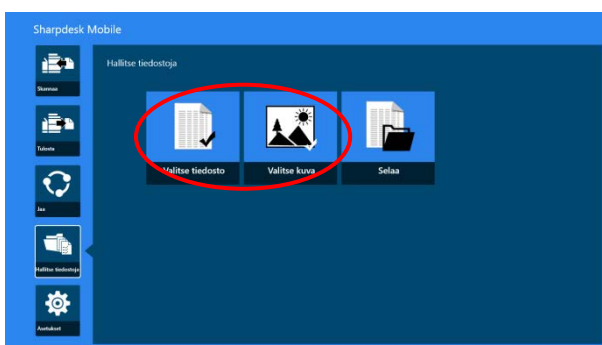 Sharpdesk Mobile
Hallitse tiedostoja
Skannaa
Tulosta
Jaa
Hallitse tiedostoja
Asetukset
Valitse tiedosto
Valitse kuva
Selaa